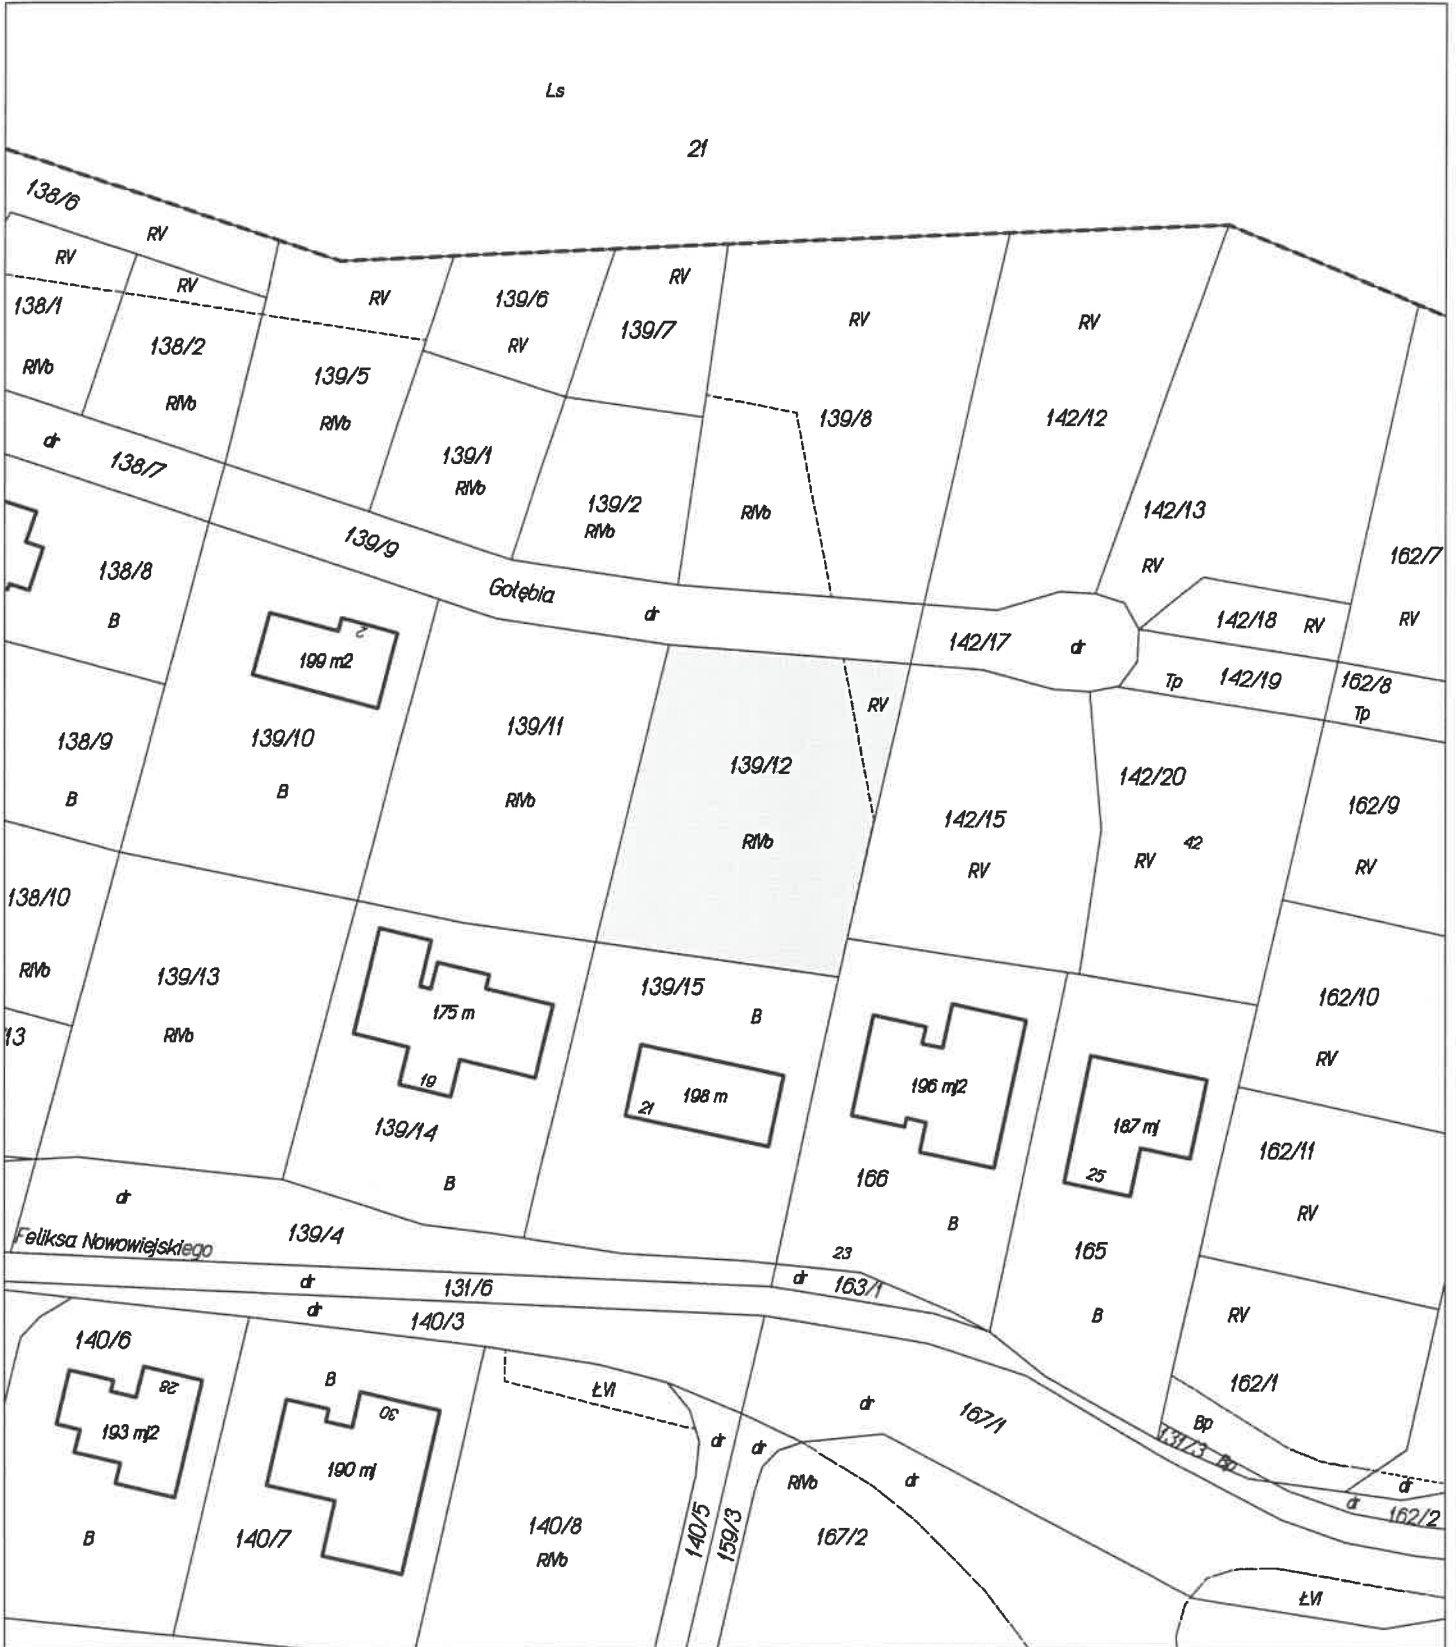 Ls
21
138/6
RV
RV
RV
138/1
138/2
RIVb
RIVb
RV
139/5
RIVb
139/6
RV
RV
139/7
RV
139/8
RV
142/12
139/1
RIVb
139/2
RIVb
RIVb
142/13
RV
162/7
RV
dr
138/7
139/9
Gołębia
dr
142/17
dr
142/18
RV
Tp
142/19
162/8
Tp
138/8
B
2
199 m2
138/9
B
139/10
B
139/11
RIVb
139/12
RIVb
RV
142/15
RV
142/20
RV
42
162/9
RV
138/10
RIVb
/13
139/13
RIVb
175 m
19
139/14
B
139/15
B
198 m
21
196 mj2
166
B
23
187 mj
25
165
B
162/10
RV
162/11
RV
dr
Feliksa Nowowiejskiego
139/4
dr
131/6
dr
163/1
dr
140/3
140/6
28
193 mj2
B
B
30
190 mj
140/7
ŁVI
140/8
RIVb
dr
140/5
dr
159/3
RIVb
167/2
dr
167/1
dr
RV
162/1
Bp
131/3
Bp
dr
dr
162/2
ŁVI